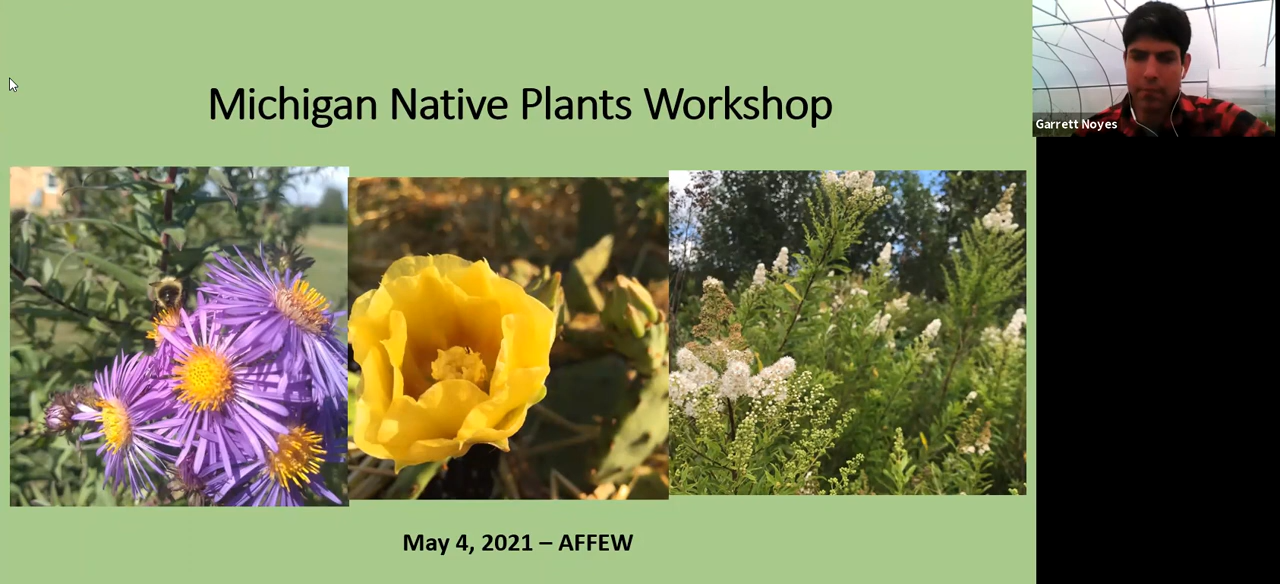 Michigan Native Plants Workshop
Garrett Noyes
May 4, 2021 – AFFEW